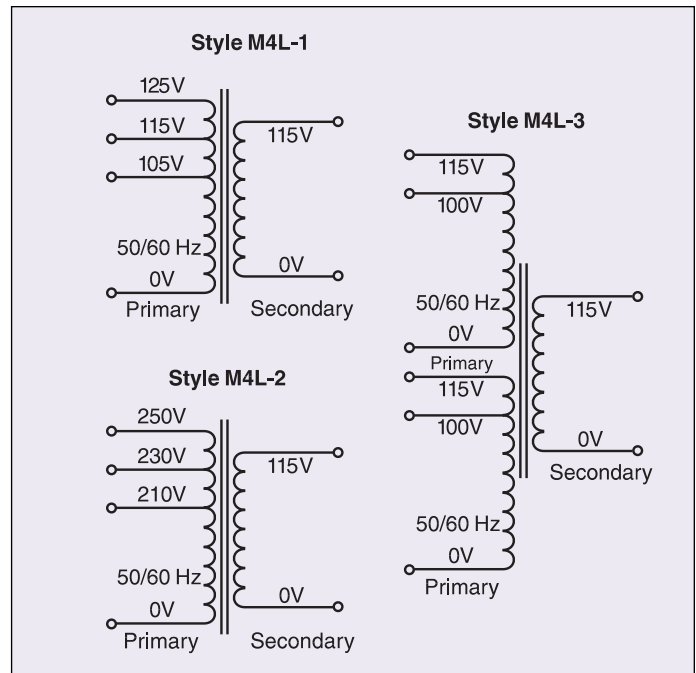 Style M4L-1
125V
115V
105V
50/60 Hz
0V
Primary
115V
0V
Secondary
Style M4L-2
250V
230V
210V
50/60 Hz
0V
Primary
115V
0V
Secondary
Style M4L-3
115V
100V
50/60 Hz
0V
Primary
115V
100V
50/60 Hz
0V
Primary
115V
0V
Secondary